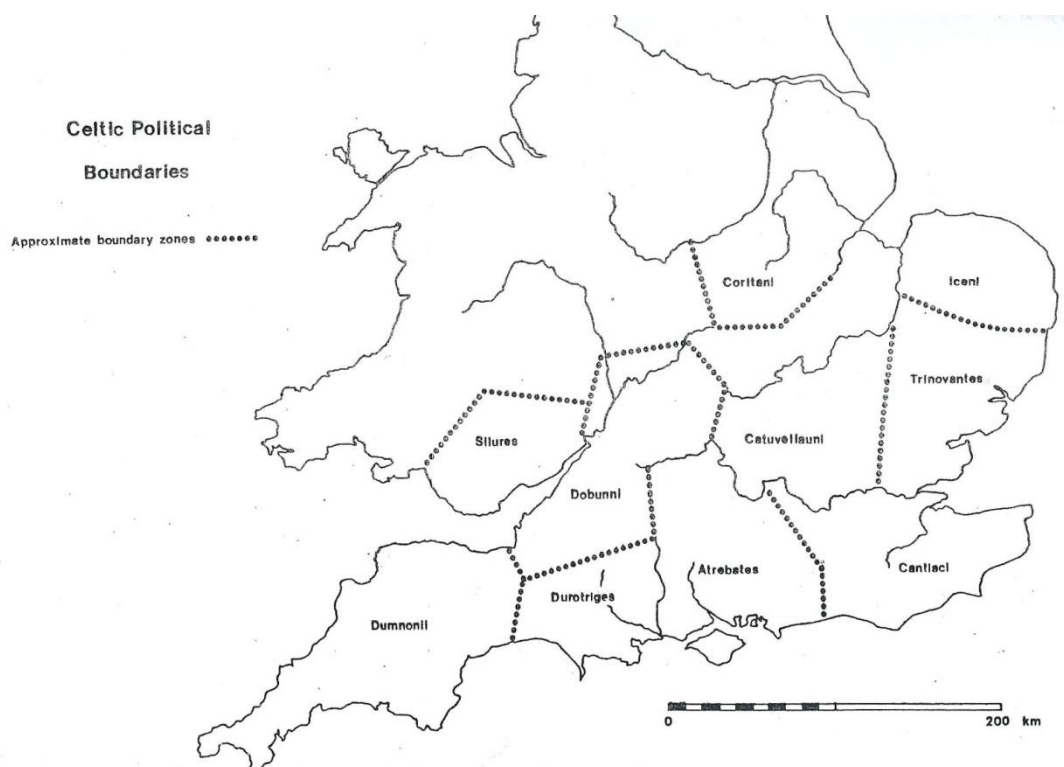 Celtic Political
Boundaries
Approximate boundary zones
Coritani
Iceni
Trinovantes
Catuvellauni
Silures
Dobunni
Atrebates
Cantiaci
Durotriges
Dumnonii
0 200 km